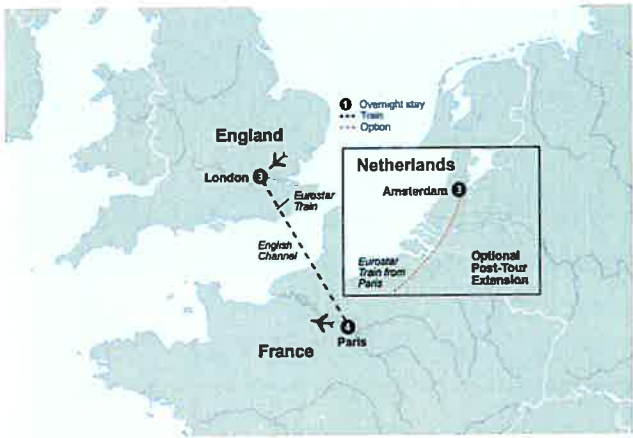 1 Overnight stay
Train
Option
England
London 3
Eurostar
Train
English
Channel
Netherlands
Amsterdam 3
Eurostar
Train from
Paris
Optional
Post-Tour
Extension
4
Paris
France